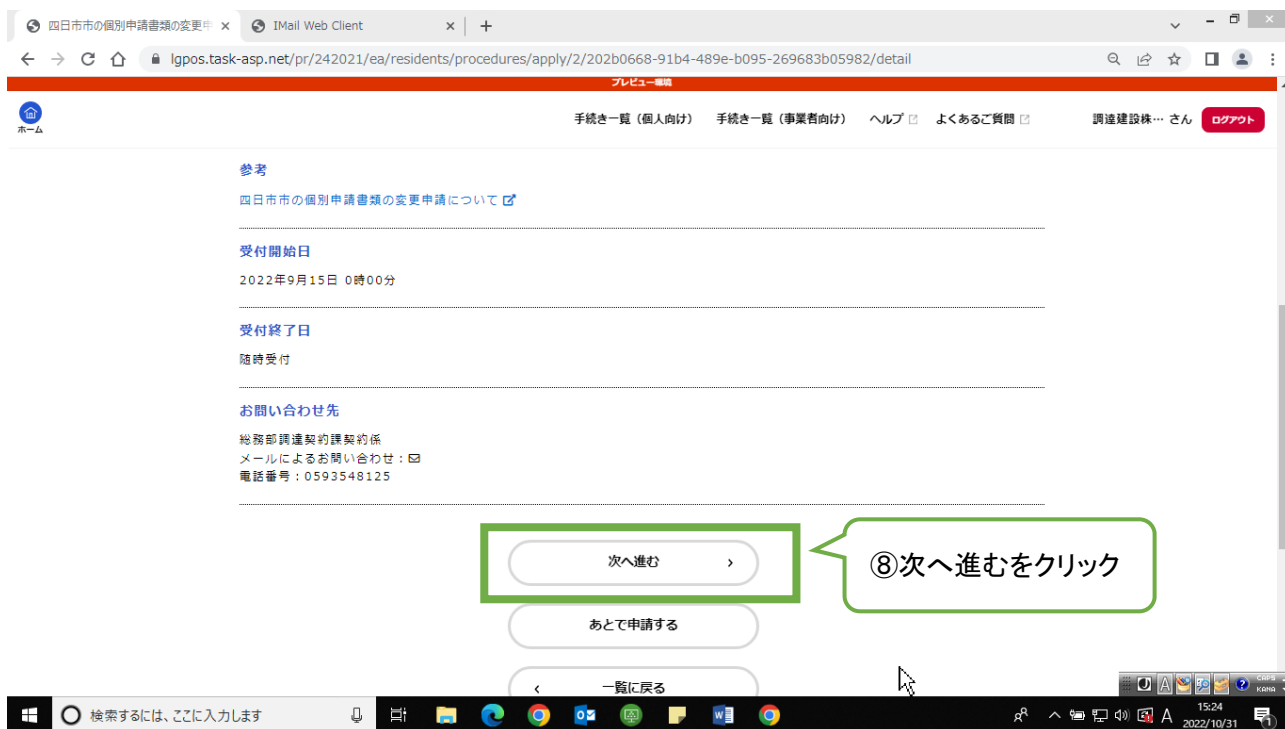 四日市市の個別申請書類の変更申
IMail Web Client
lgpos.task-asp.net/pr/242021/ea/residents/procedures/apply/2/202b0668-91b4-489e-b095-269683b05982/detail
プレビュー環境
ホーム
手続き一覧（個人向け） 手続き一覧（事業者向け） ヘルプ よくあるご質問 調達建設株… さん ログアウト
参考
四日市市の個別申請書類の変更申請について
受付開始日
2022年9月15日 0時00分
受付終了日
随時受付
お問い合わせ先
総務部調達契約課契約係
メールによるお問い合わせ：
電話番号：0593548125
次へ進む
⑧次へ進むをクリック
あとで申請する
一覧に戻る
A CAPS
KANA
検索するには、ここに入力します
A 15:24
2022/10/31